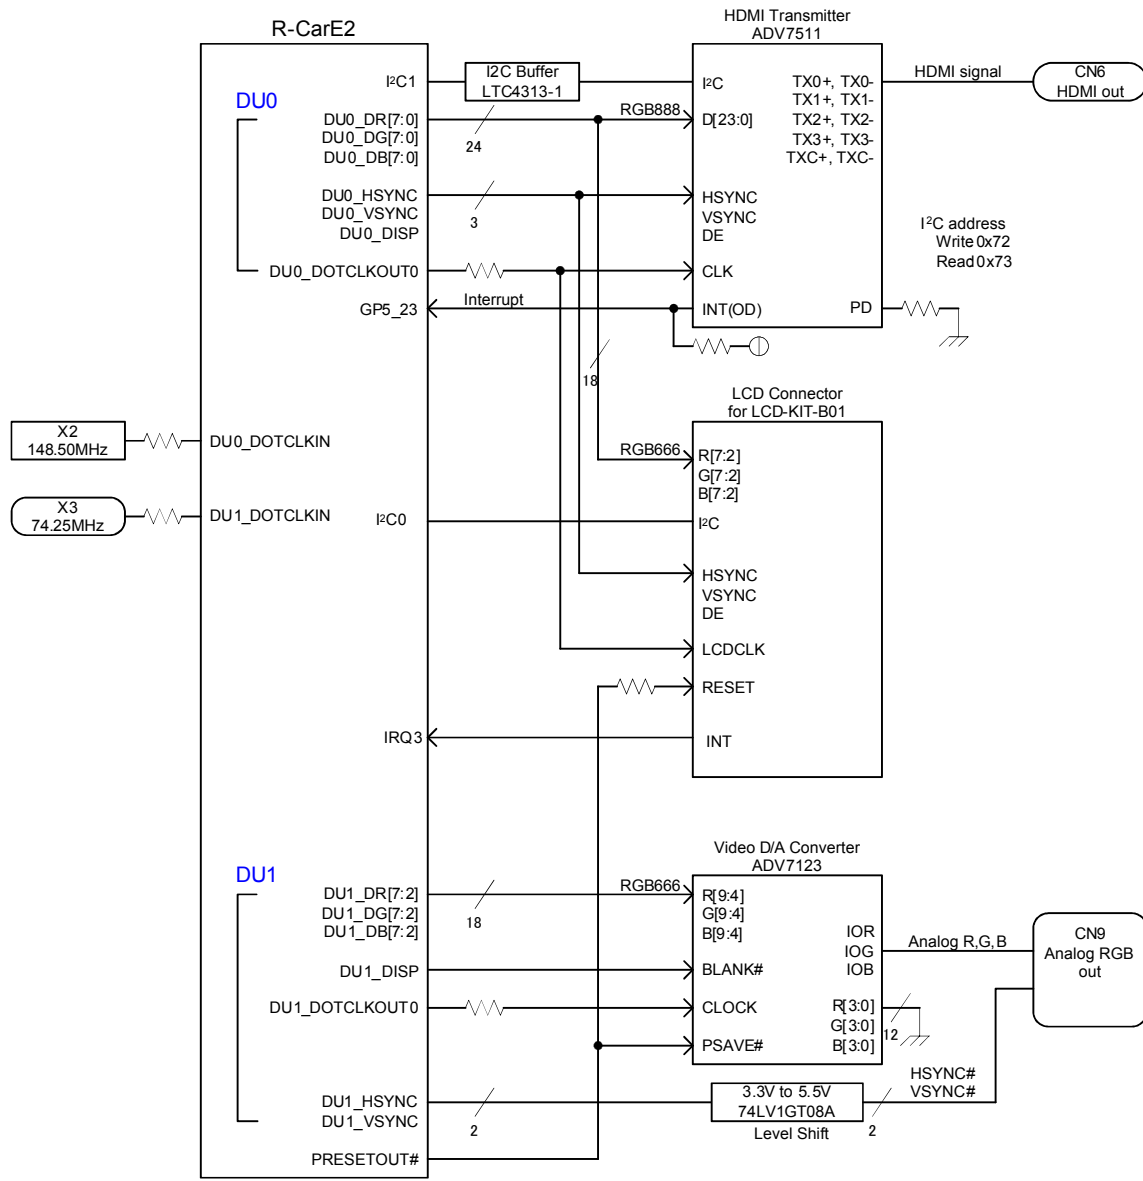 R-CarE2
HDMI Transmitter
ADV7511
I²C1
I2C Buffer
LTC4313-1
I²C
TX0+, TX0-
TX1+, TX1-
TX2+, TX2-
TX3+, TX3-
TXC+, TXC-
HDMI signal
CN6
HDMI out
DU0
DU0_DR[7:0]
DU0_DG[7:0]
DU0_DB[7:0]
24
RGB888
D[23:0]
DU0_HSYNC
DU0_VSYNC
DU0_DISP
3
HSYNC
VSYNC
DE
I²C address
Write 0x72
Read 0x73
DU0_DOTCLKOUT0
CLK
GP5_23
Interrupt
INT(OD)
PD
18
LCD Connector
for LCD-KIT-B01
X2
148.50MHz
DU0_DOTCLKIN
RGB666
R[7:2]
G[7:2]
B[7:2]
X3
74.25MHz
DU1_DOTCLKIN
I²C0
I²C
HSYNC
VSYNC
DE
LCDCLK
RESET
IRQ3
INT
Video D/A Converter
ADV7123
DU1
DU1_DR[7:2]
DU1_DG[7:2]
DU1_DB[7:2]
18
RGB666
R[9:4]
G[9:4]
B[9:4]
IOR
IOG
IOB
Analog R,G,B
CN9
Analog RGB
out
DU1_DISP
BLANK#
DU1_DOTCLKOUT0
CLOCK
R[3:0]
G[3:0]
B[3:0]
12
PSAVE#
HSYNC#
VSYNC#
DU1_HSYNC
DU1_VSYNC
2
3.3V to 5.5V
74LV1GT08A
Level Shift
2
PRESETOUT#